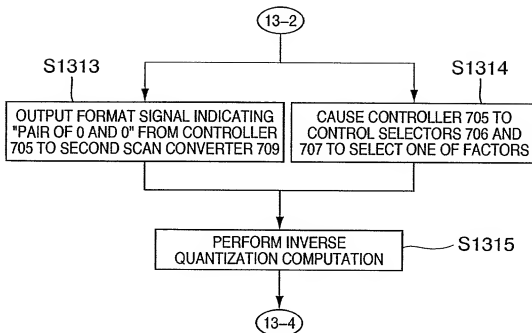 13-2
S1313
S1314
OUTPUT FORMAT SIGNAL INDICATING
"PAIR OF 0 AND 0" FROM CONTROLLER
705 TO SECOND SCAN CONVERTER 709
CAUSE CONTROLLER 705 TO
CONTROL SELECTORS 706 AND
707 TO SELECT ONE OF FACTORS
PERFORM INVERSE
QUANTIZATION COMPUTATION
S1315
13-4